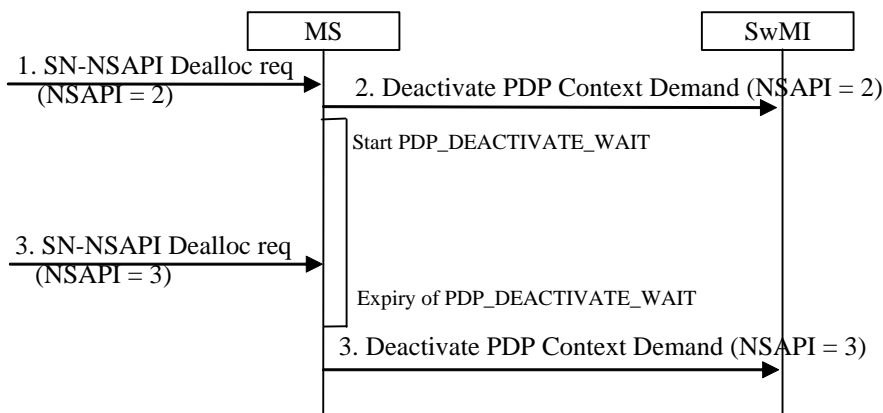 MS
SwMI
1. SN-NSAPI Dealloc req
(NSAPI = 2)
2. Deactivate PDP Context Demand (NSAPI = 2)
Start PDP_DEACTIVATE_WAIT
3. SN-NSAPI Dealloc req
(NSAPI = 3)
Expiry of PDP_DEACTIVATE_WAIT
3. Deactivate PDP Context Demand (NSAPI = 3)